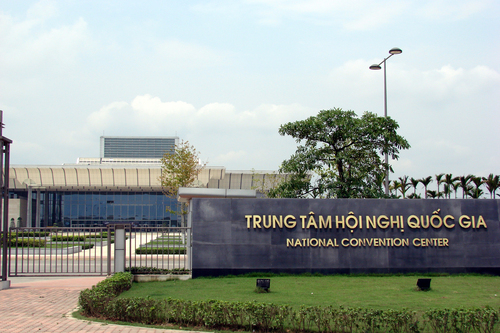 TRUNG TÂM HỘI NGHỊ QUỐC GIA
NATIONAL CONVENTION CENTER